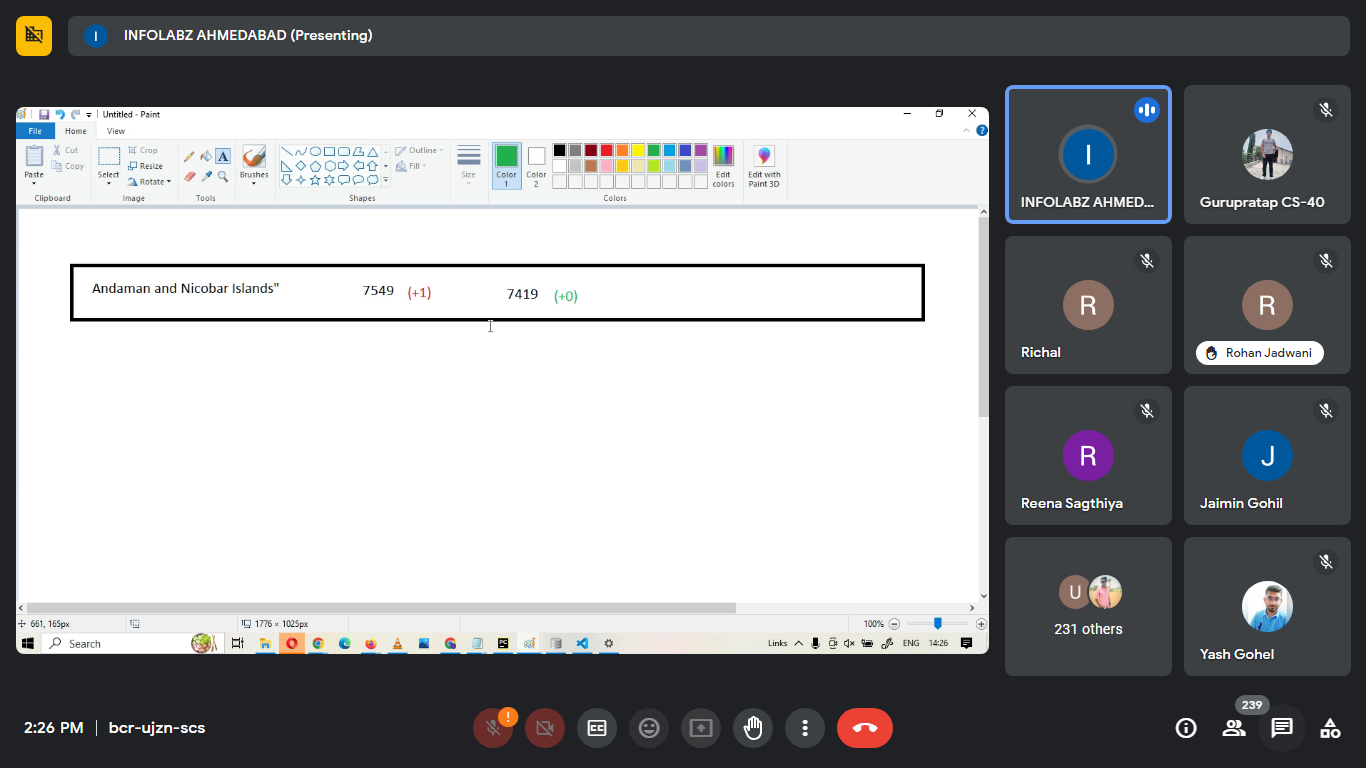 I
INFOLABZ AHMEDABAD (Presenting)
Untitled - Paint
File
Home
View
Paste
Cut
Copy
Clipboard
Select
Crop
Resize
Rotate
Image
A
Tools
Brushes
Outline
Fill
Shapes
Size
Color 1
Color 2
Edit colors
Colors
Edit with Paint 3D
Andaman and Nicobar Islands" 7549 (+1) 7419 (+0)
661, 165px
1776 × 1025px
100%
Search
Links
ENG
14:26
I
INFOLABZ AHMED...
Gurupratap CS-40
R
Richal
R
Rohan Jadwani
R
Reena Sagthiya
J
Jaimin Gohil
U
231 others
Yash Gohel
2:26 PM | bcr-ujzn-scs
!
CC
239